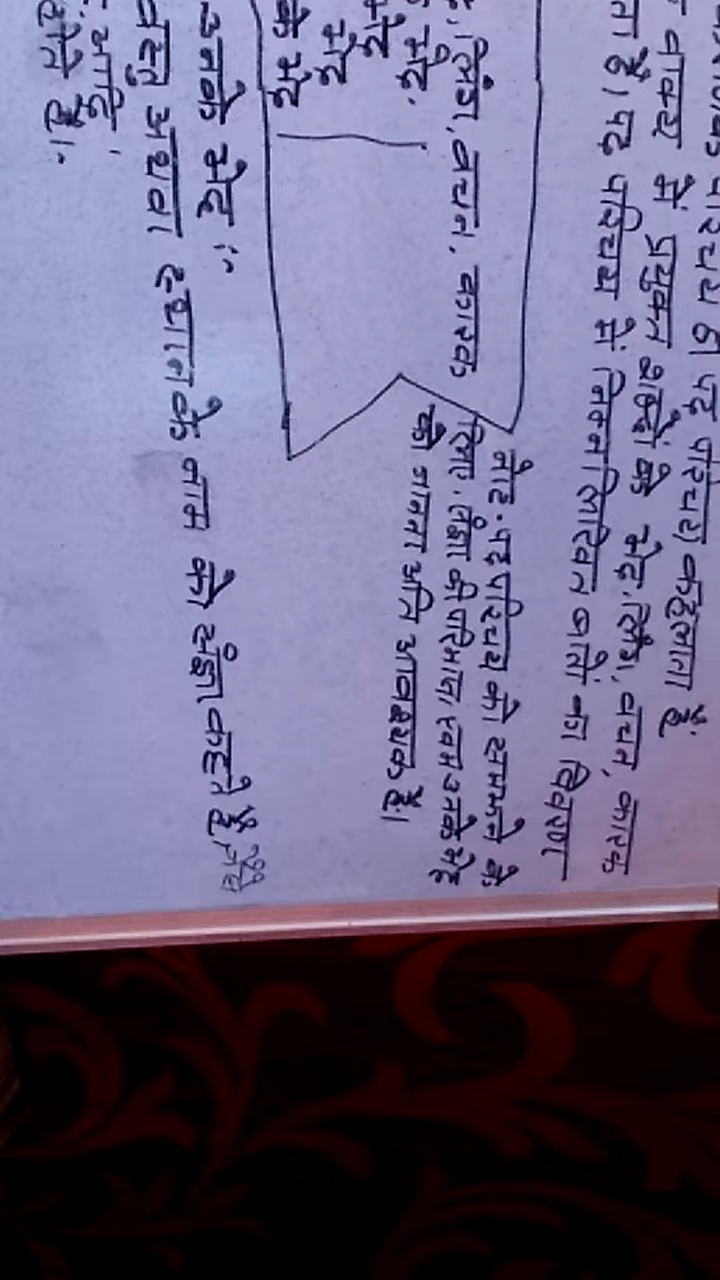 परिचय ही पद परिचय कहलाता है
वाक्य में प्रयुक्त शब्दों के भेद, लिंग, वचन, कारक
है। पद परिचय में निम्नलिखित बातों का विवरण
लिंग, वचन, कारक
भेद.
भेद
भेद
के भेद
नोट. पद परिचय को समझने के
लिए. संज्ञा की परिभाषा एवम उनके भेद
को जानना अति आवश्यक हैं।
उनके भेद :-
वस्तु अथवा स्थान के नाम को संज्ञा कहते हैं, जैसे
आदि
होते हैं।